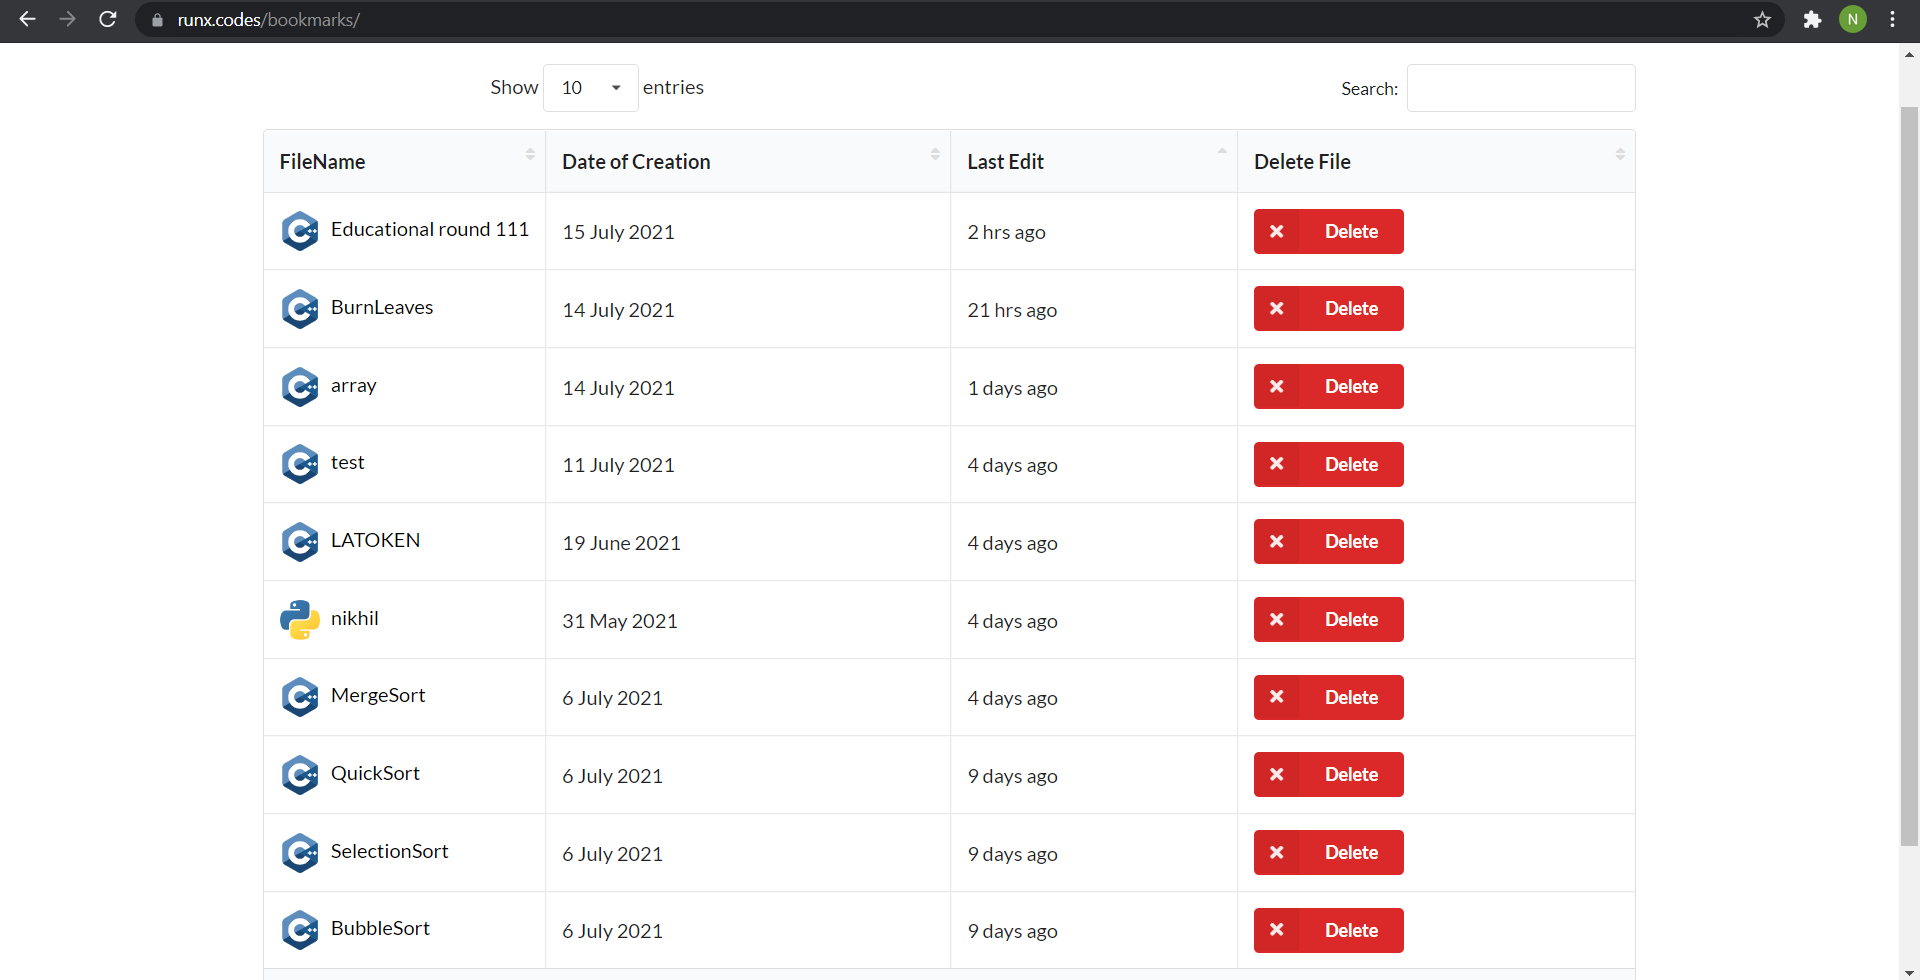 runx.codes/bookmarks/
N
Show 10 entries
Search:
FileName Date of Creation Last Edit Delete File
C++ Educational round 111 15 July 2021 2 hrs ago Delete
C++ BurnLeaves 14 July 2021 21 hrs ago Delete
C++ array 14 July 2021 1 days ago Delete
C++ test 11 July 2021 4 days ago Delete
C++ LATOKEN 19 June 2021 4 days ago Delete
nikhil 31 May 2021 4 days ago Delete
C++ MergeSort 6 July 2021 4 days ago Delete
C++ QuickSort 6 July 2021 9 days ago Delete
C++ SelectionSort 6 July 2021 9 days ago Delete
C++ BubbleSort 6 July 2021 9 days ago Delete